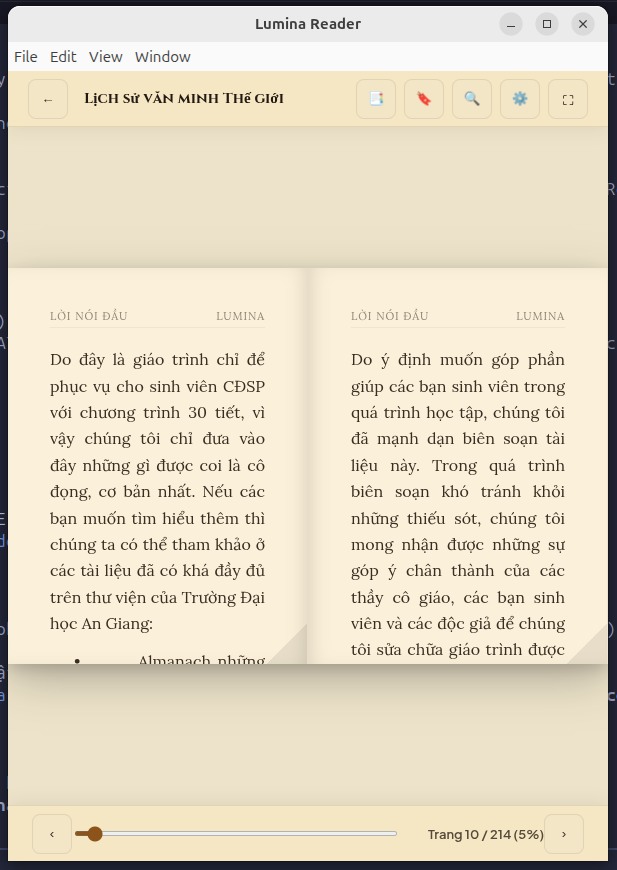 Lumina Reader
File Edit View Window
LỊCH SỬ VĂN MINH THẾ GIỚI
LỜI NÓI ĐẦU LUMINA
Do đây là giáo trình chỉ để
phục vụ cho sinh viên CĐSP
với chương trình 30 tiết, vì
vậy chúng tôi chỉ đưa vào
đây những gì được coi là cô
đọng, cơ bản nhất. Nếu các
bạn muốn tìm hiểu thêm thì
chúng ta có thể tham khảo ở
các tài liệu đã có khá đầy đủ
trên thư viện của Trường Đại
học An Giang:
• Almanach những
LỜI NÓI ĐẦU LUMINA
Do ý định muốn góp phần
giúp các bạn sinh viên trong
quá trình học tập, chúng tôi
đã mạnh dạn biên soạn tài
liệu này. Trong quá trình
biên soạn khó tránh khỏi
những thiếu sót, chúng tôi
mong nhận được những sự
góp ý chân thành của các
thầy cô giáo, các bạn sinh
viên và các độc giả để chúng
tôi sửa chữa giáo trình được
Trang 10 / 214 (5%)